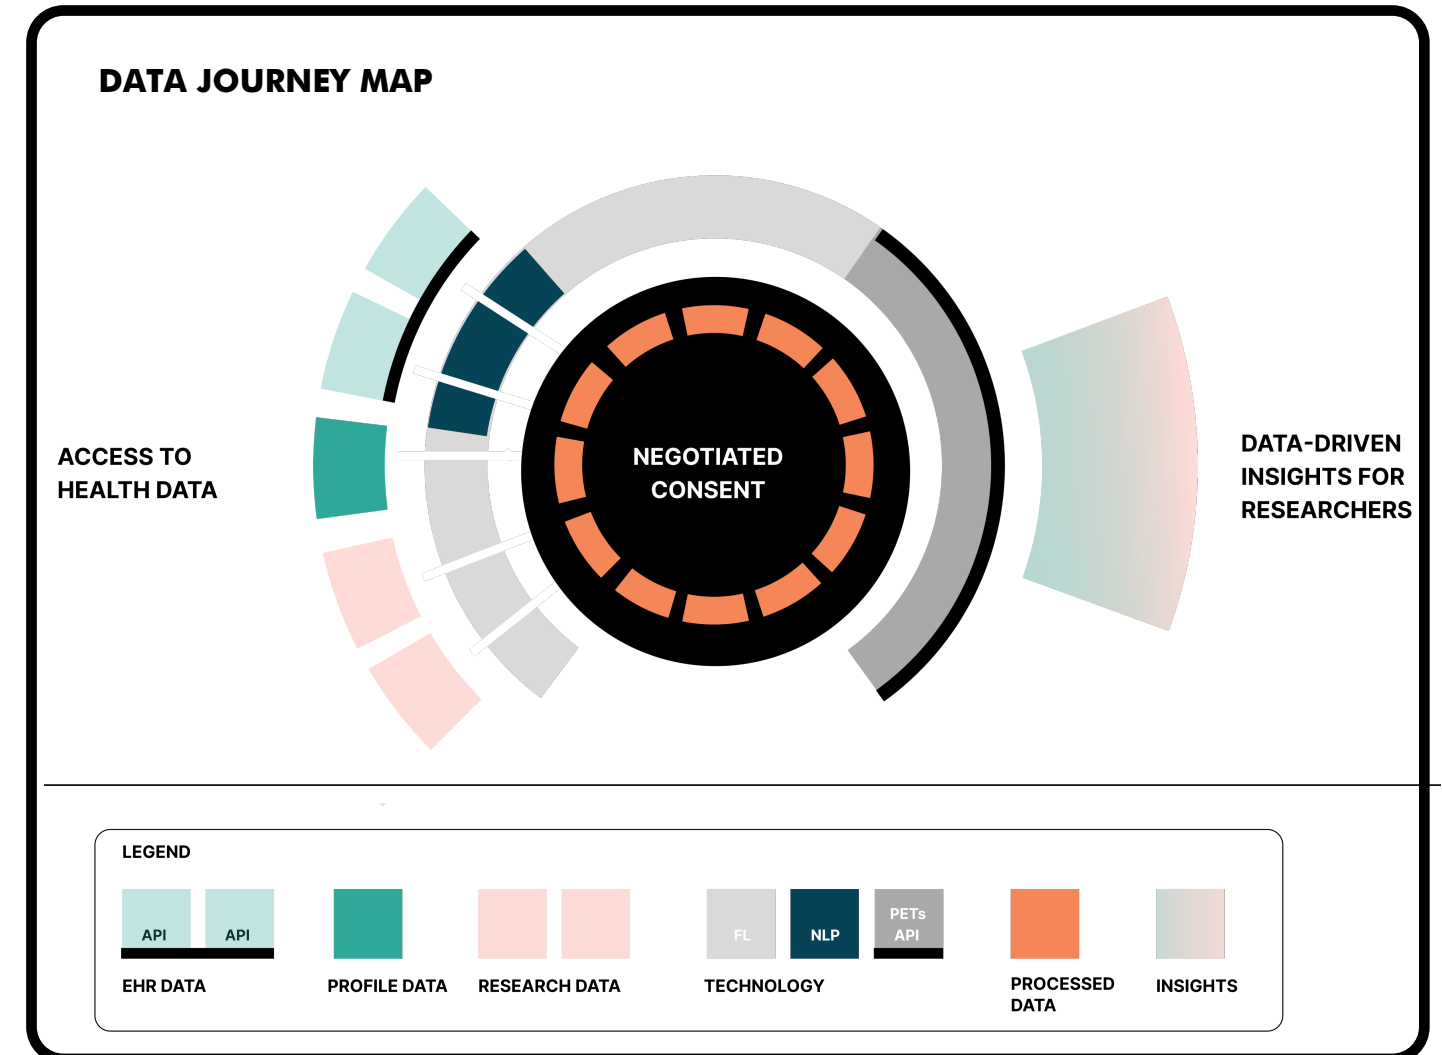 DATA JOURNEY MAP
ACCESS TO
HEALTH DATA
NEGOTIATED
CONSENT
DATA-DRIVEN
INSIGHTS FOR
RESEARCHERS
LEGEND
API
API
EHR DATA
PROFILE DATA
RESEARCH DATA
FL
NLP
PETs
API
TECHNOLOGY
PROCESSED
DATA
INSIGHTS